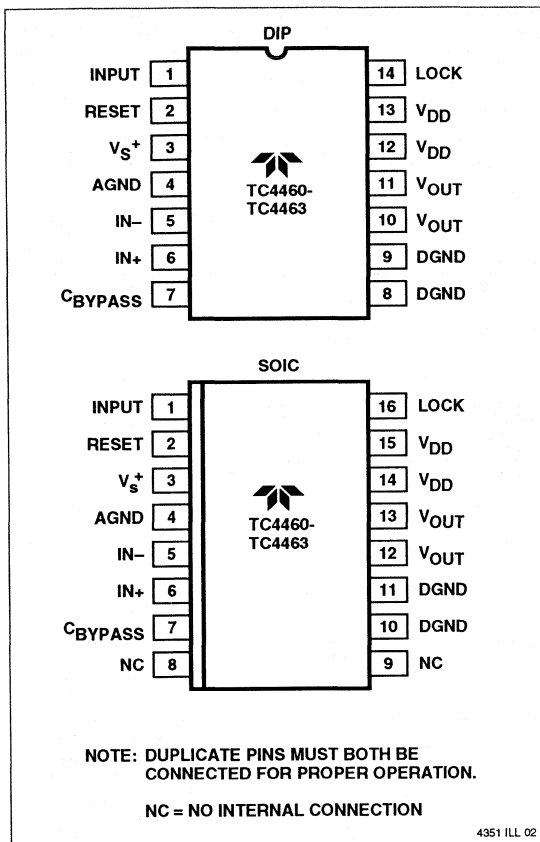 DIP
INPUT 1 14 LOCK
RESET 2 13 VDD
VS+ 3 12 VDD
AGND 4 11 VOUT
IN– 5 10 VOUT
IN+ 6 9 DGND
CBYPASS 7 8 DGND
TC4460-
TC4463
SOIC
INPUT 1 16 LOCK
RESET 2 15 VDD
Vs+ 3 14 VDD
AGND 4 13 VOUT
IN– 5 12 VOUT
IN+ 6 11 DGND
CBYPASS 7 10 DGND
NC 8 9 NC
TC4460-
TC4463
NOTE: DUPLICATE PINS MUST BOTH BE
CONNECTED FOR PROPER OPERATION.
NC = NO INTERNAL CONNECTION
4351 ILL 02